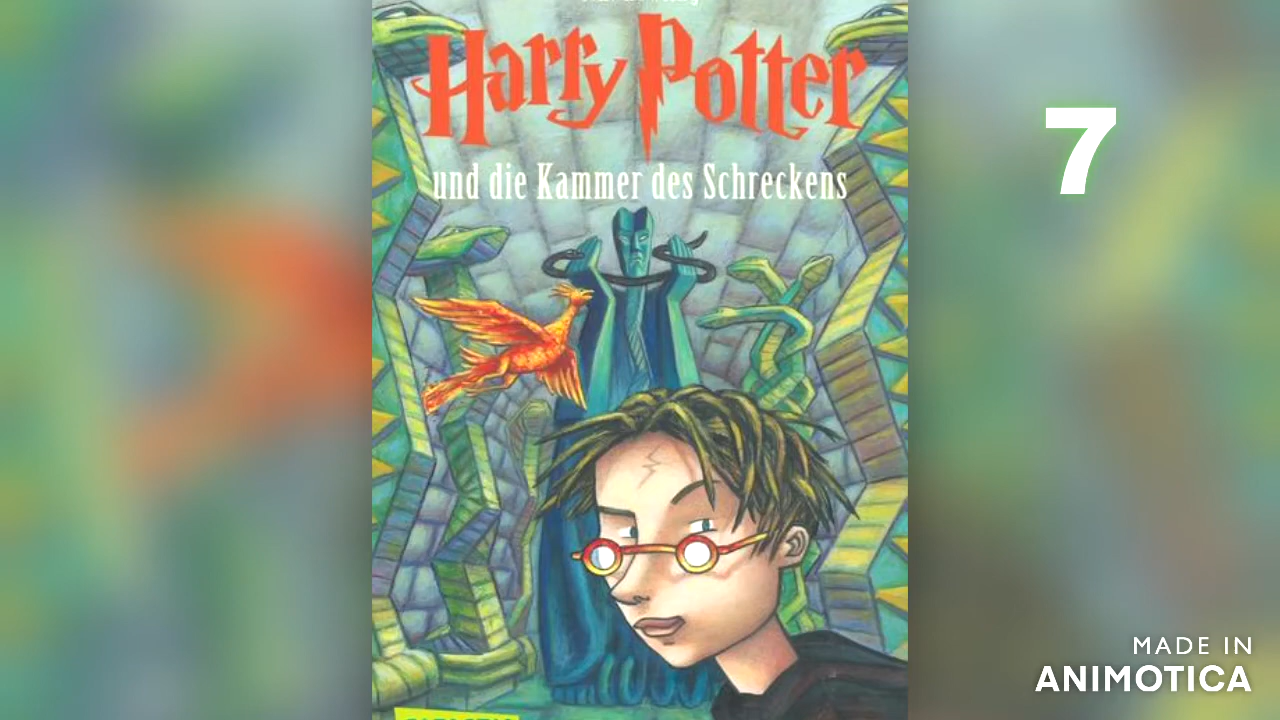 Harry Potter
und die Kammer des Schreckens
7
MADE IN
ANIMOTICA